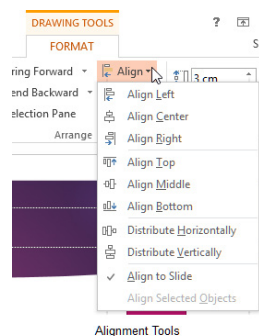 DRAWING TOOLS
?
FORMAT
S
ring Forward
Align
3 cm
end Backward
Align Left
election Pane
Align Center
Align Right
Arrange
Align Top
Align Middle
Align Bottom
Distribute Horizontally
Distribute Vertically
Align to Slide
Align Selected Objects
Alignment Tools